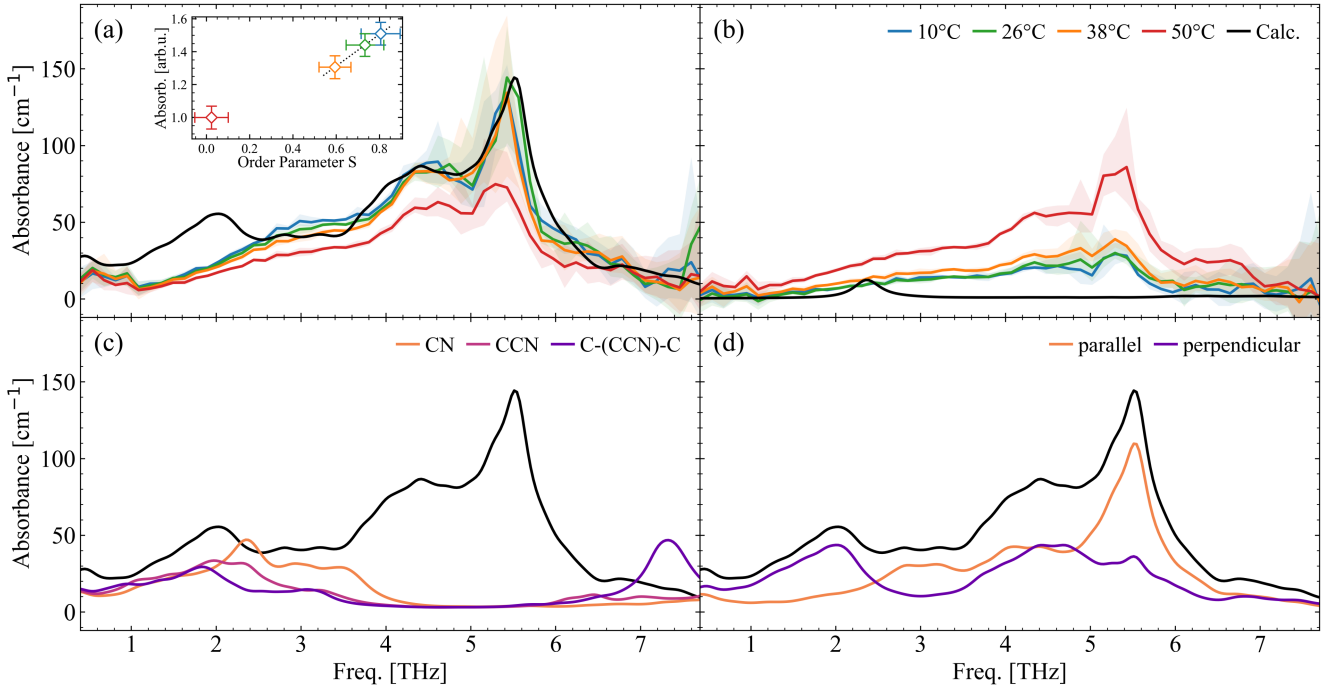 (a)
Absorb. [arb.u.]
1.6
1.4
1.2
1.0
0.0 0.2 0.4 0.6 0.8
Order Parameter S
Absorbance [cm⁻¹]
150
100
50
0
(b)
10°C 26°C 38°C 50°C Calc.
(c)
CN CCN C-(CCN)-C
Absorbance [cm⁻¹]
150
100
50
0
1 2 3 4 5 6 7
Freq. [THz]
(d)
parallel perpendicular
1 2 3 4 5 6 7
Freq. [THz]